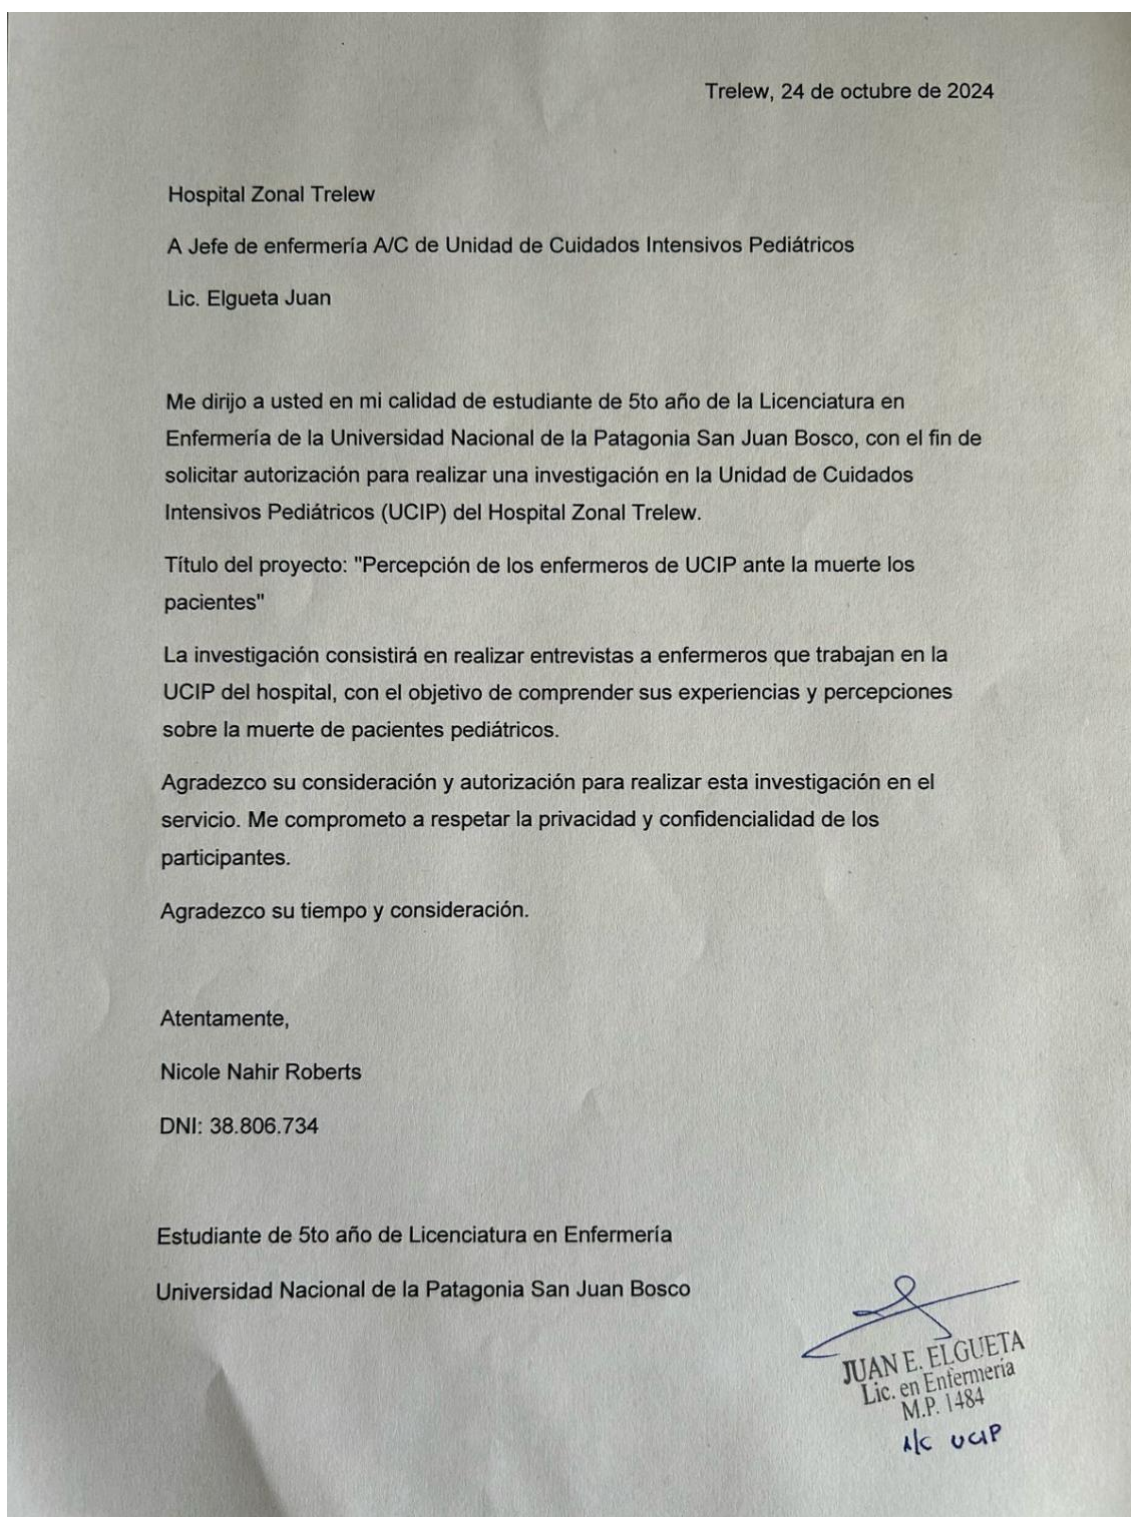 Trelew, 24 de octubre de 2024
Hospital Zonal Trelew
A Jefe de enfermería A/C de Unidad de Cuidados Intensivos Pediátricos
Lic. Elgueta Juan
Me dirijo a usted en mi calidad de estudiante de 5to año de la Licenciatura en
Enfermería de la Universidad Nacional de la Patagonia San Juan Bosco, con el fin de
solicitar autorización para realizar una investigación en la Unidad de Cuidados
Intensivos Pediátricos (UCIP) del Hospital Zonal Trelew.
Título del proyecto: "Percepción de los enfermeros de UCIP ante la muerte los
pacientes"
La investigación consistirá en realizar entrevistas a enfermeros que trabajan en la
UCIP del hospital, con el objetivo de comprender sus experiencias y percepciones
sobre la muerte de pacientes pediátricos.
Agradezco su consideración y autorización para realizar esta investigación en el
servicio. Me comprometo a respetar la privacidad y confidencialidad de los
participantes.
Agradezco su tiempo y consideración.
Atentamente,
Nicole Nahir Roberts
DNI: 38.806.734
Estudiante de 5to año de Licenciatura en Enfermería
Universidad Nacional de la Patagonia San Juan Bosco
JUAN E. ELGUETA
Lic. en Enfermería
M.P. 1484
A/C UCIP